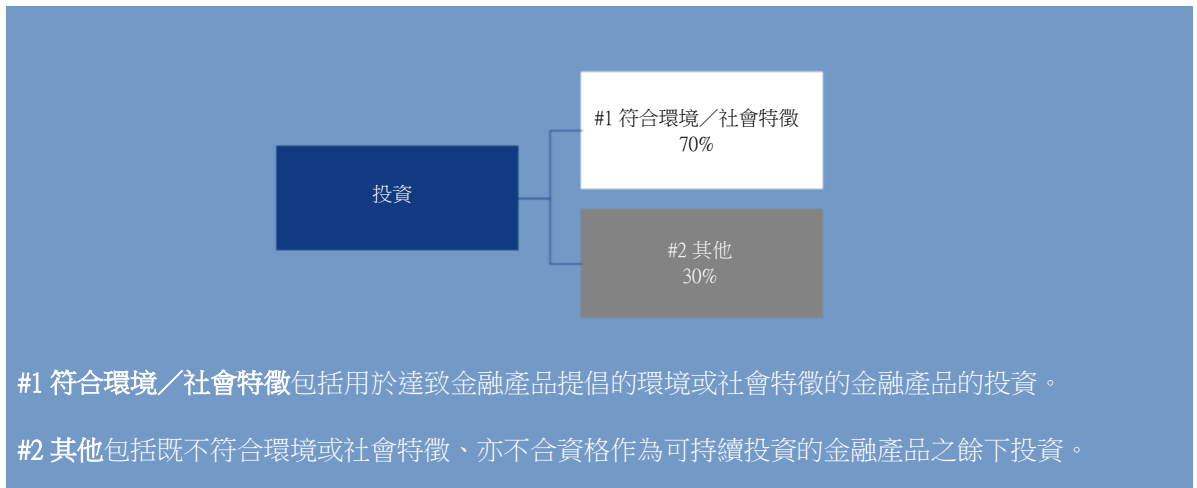 #1 符合環境／社會特徵
70%
投資
#2 其他
30%
#1 符合環境／社會特徵包括用於達致金融產品提倡的環境或社會特徵的金融產品的投資。
#2 其他包括既不符合環境或社會特徵、亦不合資格作為可持續投資的金融產品之餘下投資。